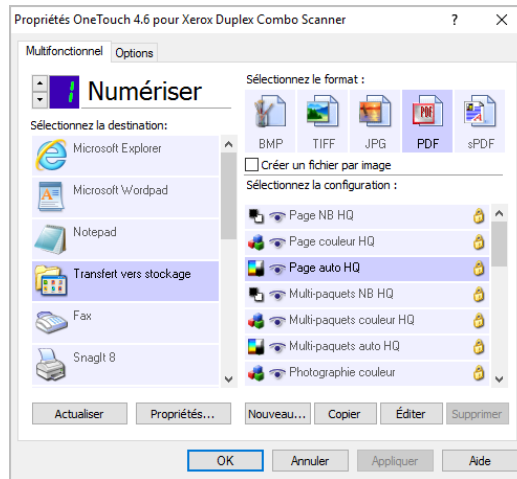 Propriétés OneTouch 4.6 pour Xerox Duplex Combo Scanner ? X
Multifonctionnel Options
1 Numériser
Sélectionnez la destination:
Microsoft Explorer
Microsoft Wordpad
Notepad
Transfert vers stockage
Fax
SnagIt 8
Actualiser Propriétés...
Sélectionnez le format :
BMP TIFF JPG PDF sPDF
Créer un fichier par image
Sélectionnez la configuration :
Page NB HQ
Page couleur HQ
Page auto HQ
Multi-paquets NB HQ
Multi-paquets couleur HQ
Multi-paquets auto HQ
Photographie couleur
Nouveau... Copier Éditer Supprimer
OK Annuler Appliquer Aide